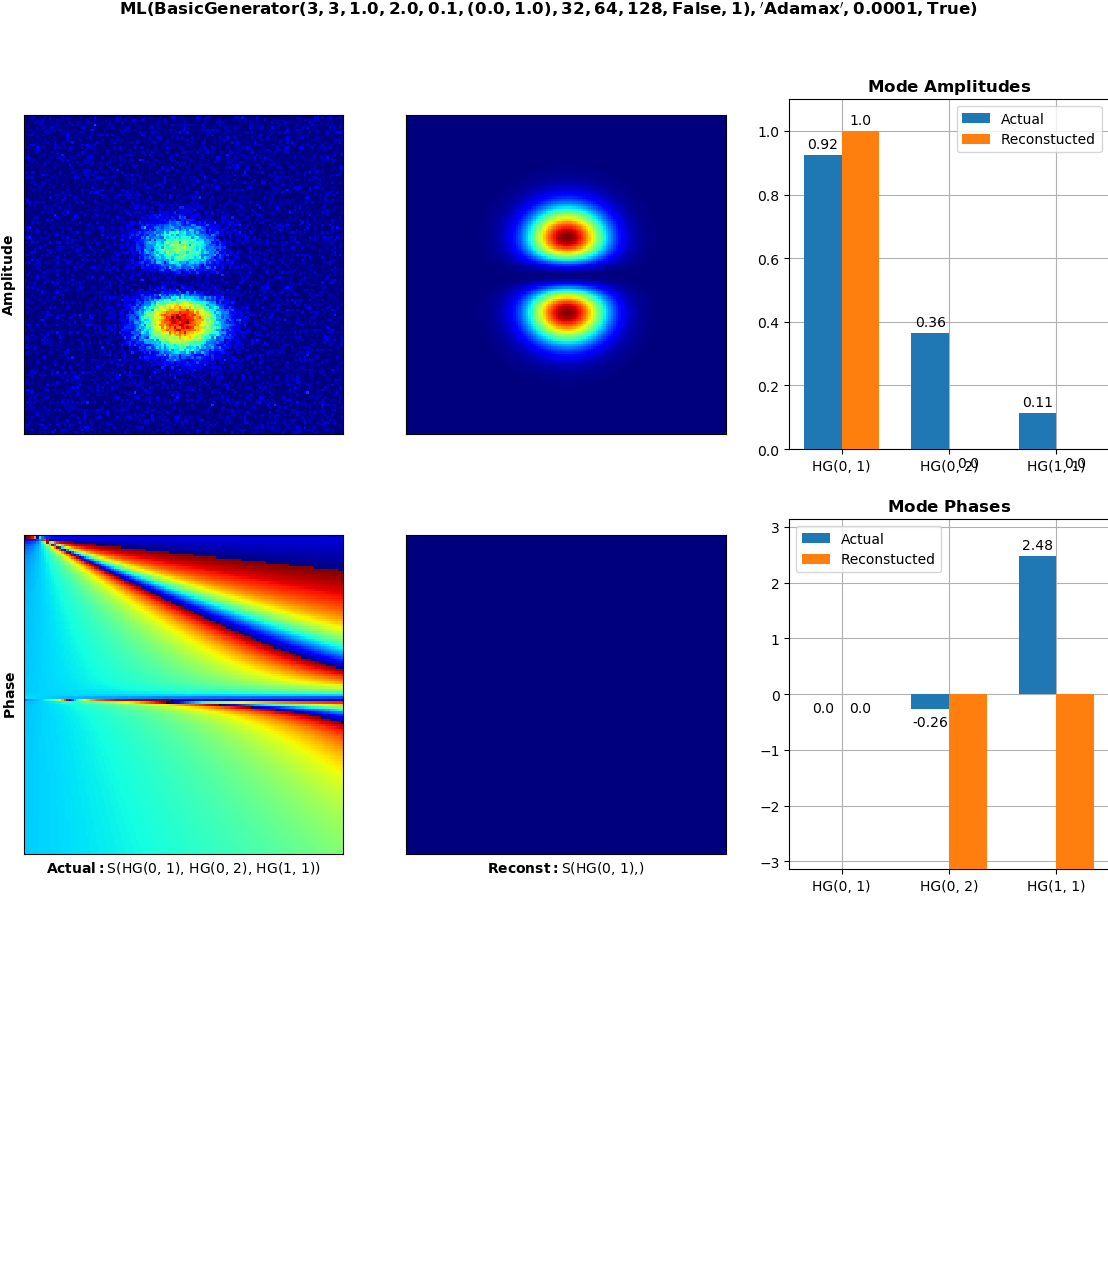 ML(BasicGenerator(3, 3, 1.0, 2.0, 0.1, (0.0, 1.0), 32, 64, 128, False, 1), 'Adamax', 0.0001, True)
Amplitude
Mode Amplitudes
Actual
Reconstucted
1.0
0.8
0.6
0.4
0.2
0.0
0.92
1.0
0.36
0.0
0.11
0.0
HG(0, 1)
HG(0, 2)
HG(1, 1)
Phase
Actual: S(HG(0, 1), HG(0, 2), HG(1, 1))
Reconst: S(HG(0, 1),)
Mode Phases
Actual
Reconstucted
3
2
1
0
−1
−2
−3
0.0
0.0
-0.26
2.48
HG(0, 1)
HG(0, 2)
HG(1, 1)